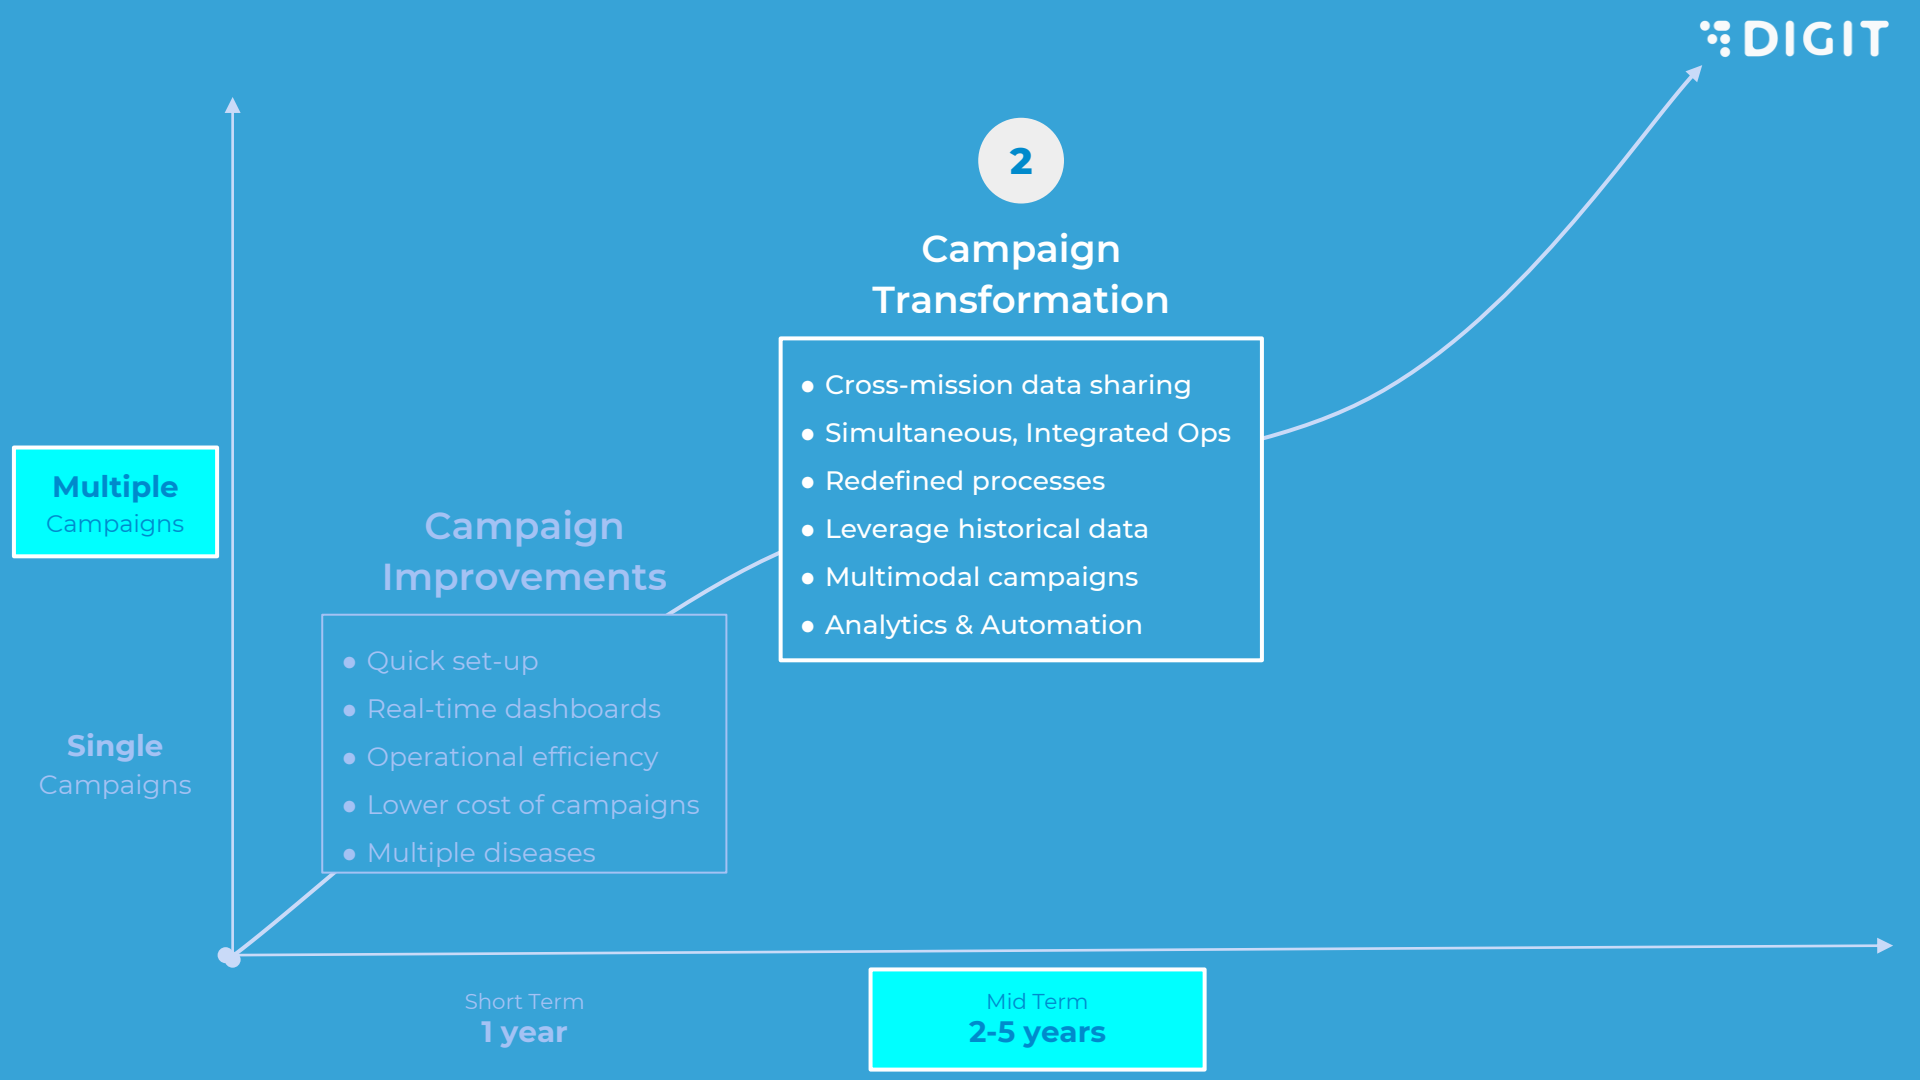 DIGIT
2
Campaign
Transformation
● Cross-mission data sharing
● Simultaneous, Integrated Ops
● Redefined processes
● Leverage historical data
● Multimodal campaigns
● Analytics & Automation
Multiple
Campaigns
Campaign
Improvements
● Quick set-up
● Real-time dashboards
● Operational efficiency
● Lower cost of campaigns
● Multiple diseases
Single
Campaigns
Short Term
1 year
Mid Term
2-5 years